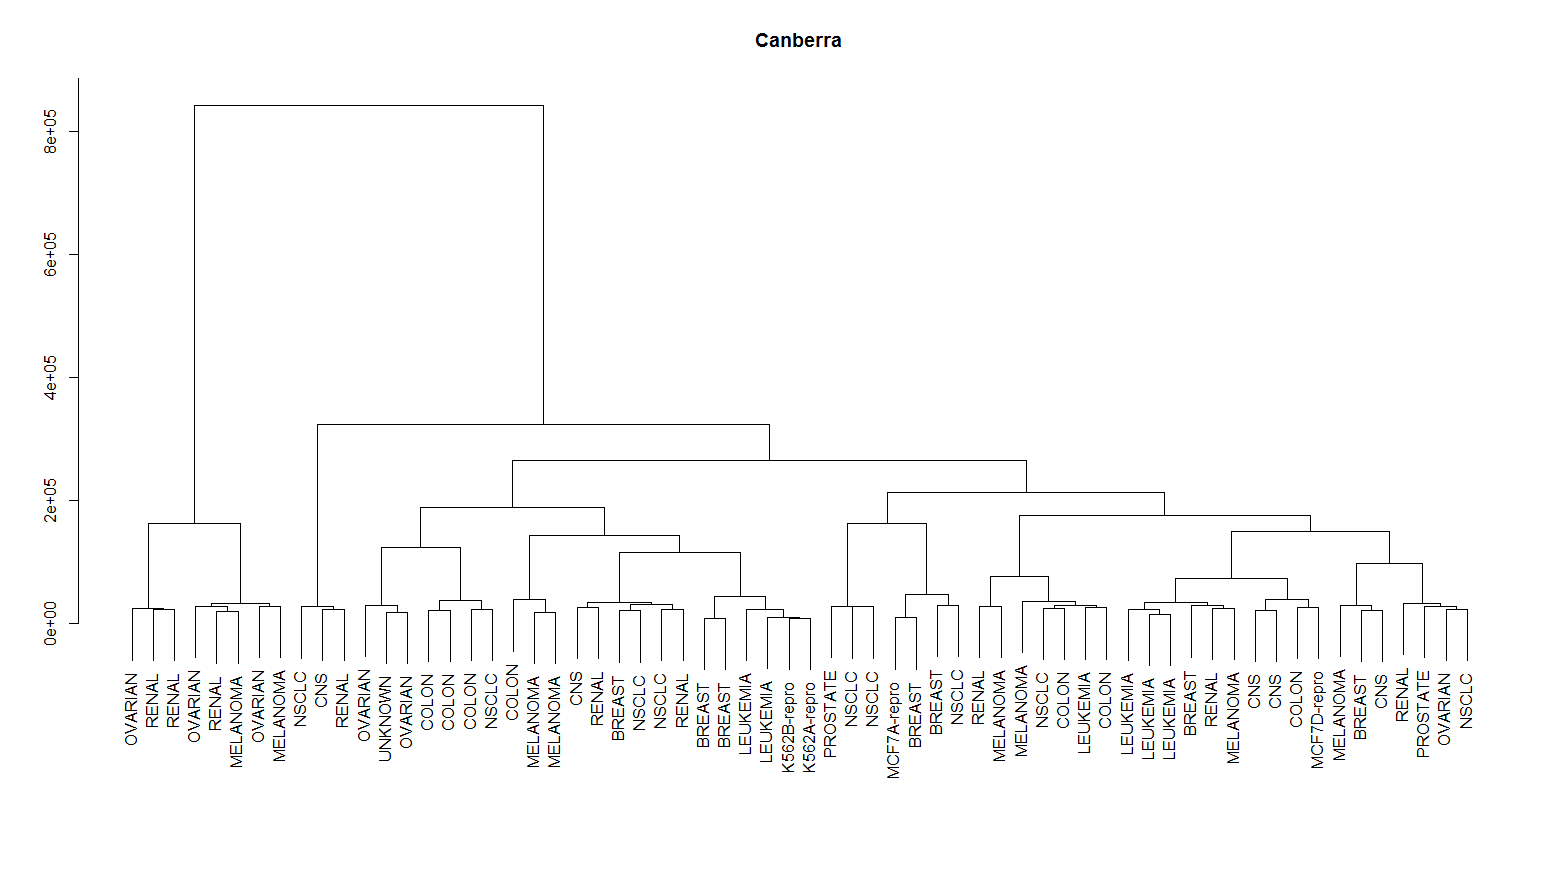 Canberra
8e+05
6e+05
4e+05
2e+05
0e+00
OVARIAN
RENAL
RENAL
OVARIAN
RENAL
MELANOMA
OVARIAN
MELANOMA
NSCLC
CNS
RENAL
OVARIAN
UNKNOWN
OVARIAN
COLON
COLON
COLON
NSCLC
COLON
MELANOMA
MELANOMA
CNS
RENAL
BREAST
NSCLC
NSCLC
RENAL
BREAST
BREAST
LEUKEMIA
LEUKEMIA
K562B-repro
K562A-repro
PROSTATE
NSCLC
NSCLC
MCF7A-repro
BREAST
BREAST
NSCLC
RENAL
MELANOMA
MELANOMA
NSCLC
COLON
LEUKEMIA
COLON
LEUKEMIA
LEUKEMIA
LEUKEMIA
BREAST
RENAL
MELANOMA
CNS
CNS
COLON
MCF7D-repro
MELANOMA
BREAST
CNS
RENAL
PROSTATE
OVARIAN
NSCLC